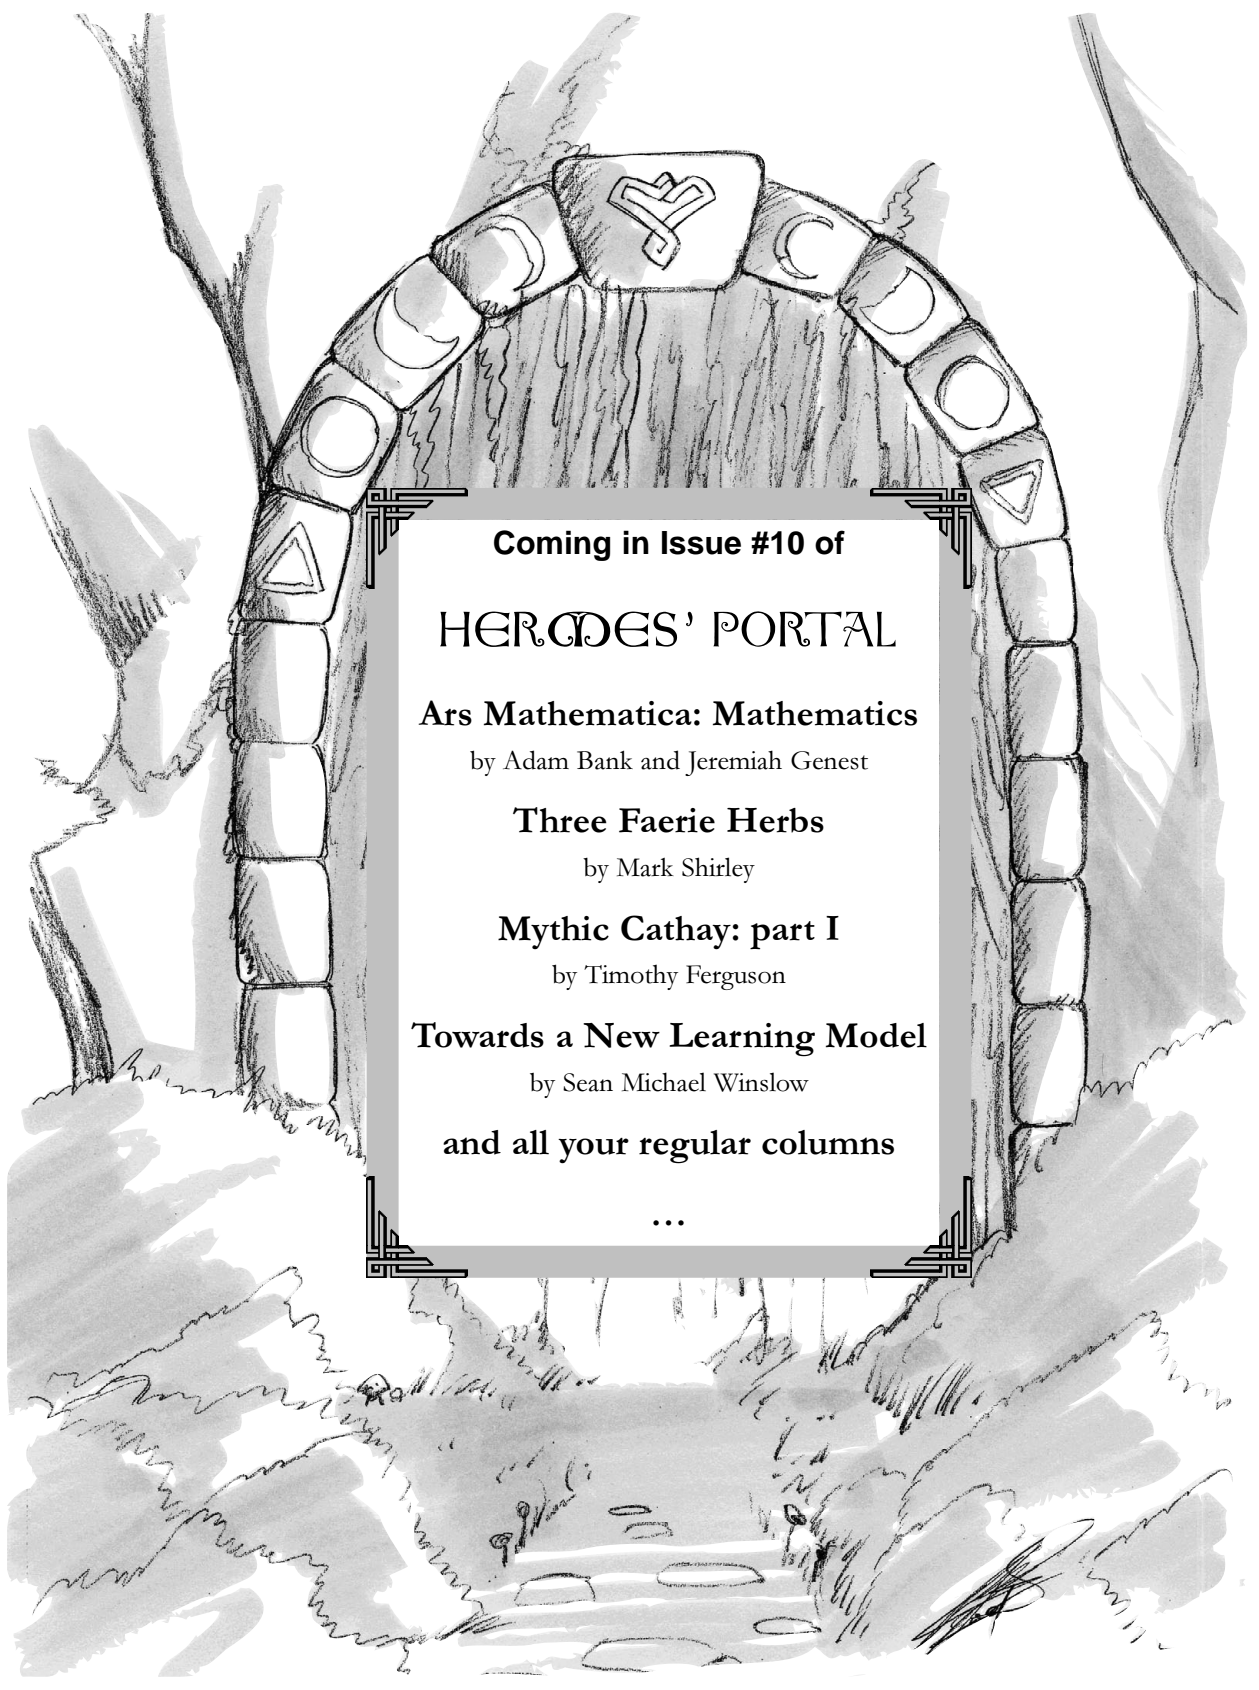 Coming in Issue #10 of
HERMES' PORTAL
Ars Mathematica: Mathematics
by Adam Bank and Jeremiah Genest
Three Faerie Herbs
by Mark Shirley
Mythic Cathay: part I
by Timothy Ferguson
Towards a New Learning Model
by Sean Michael Winslow
and all your regular columns
...